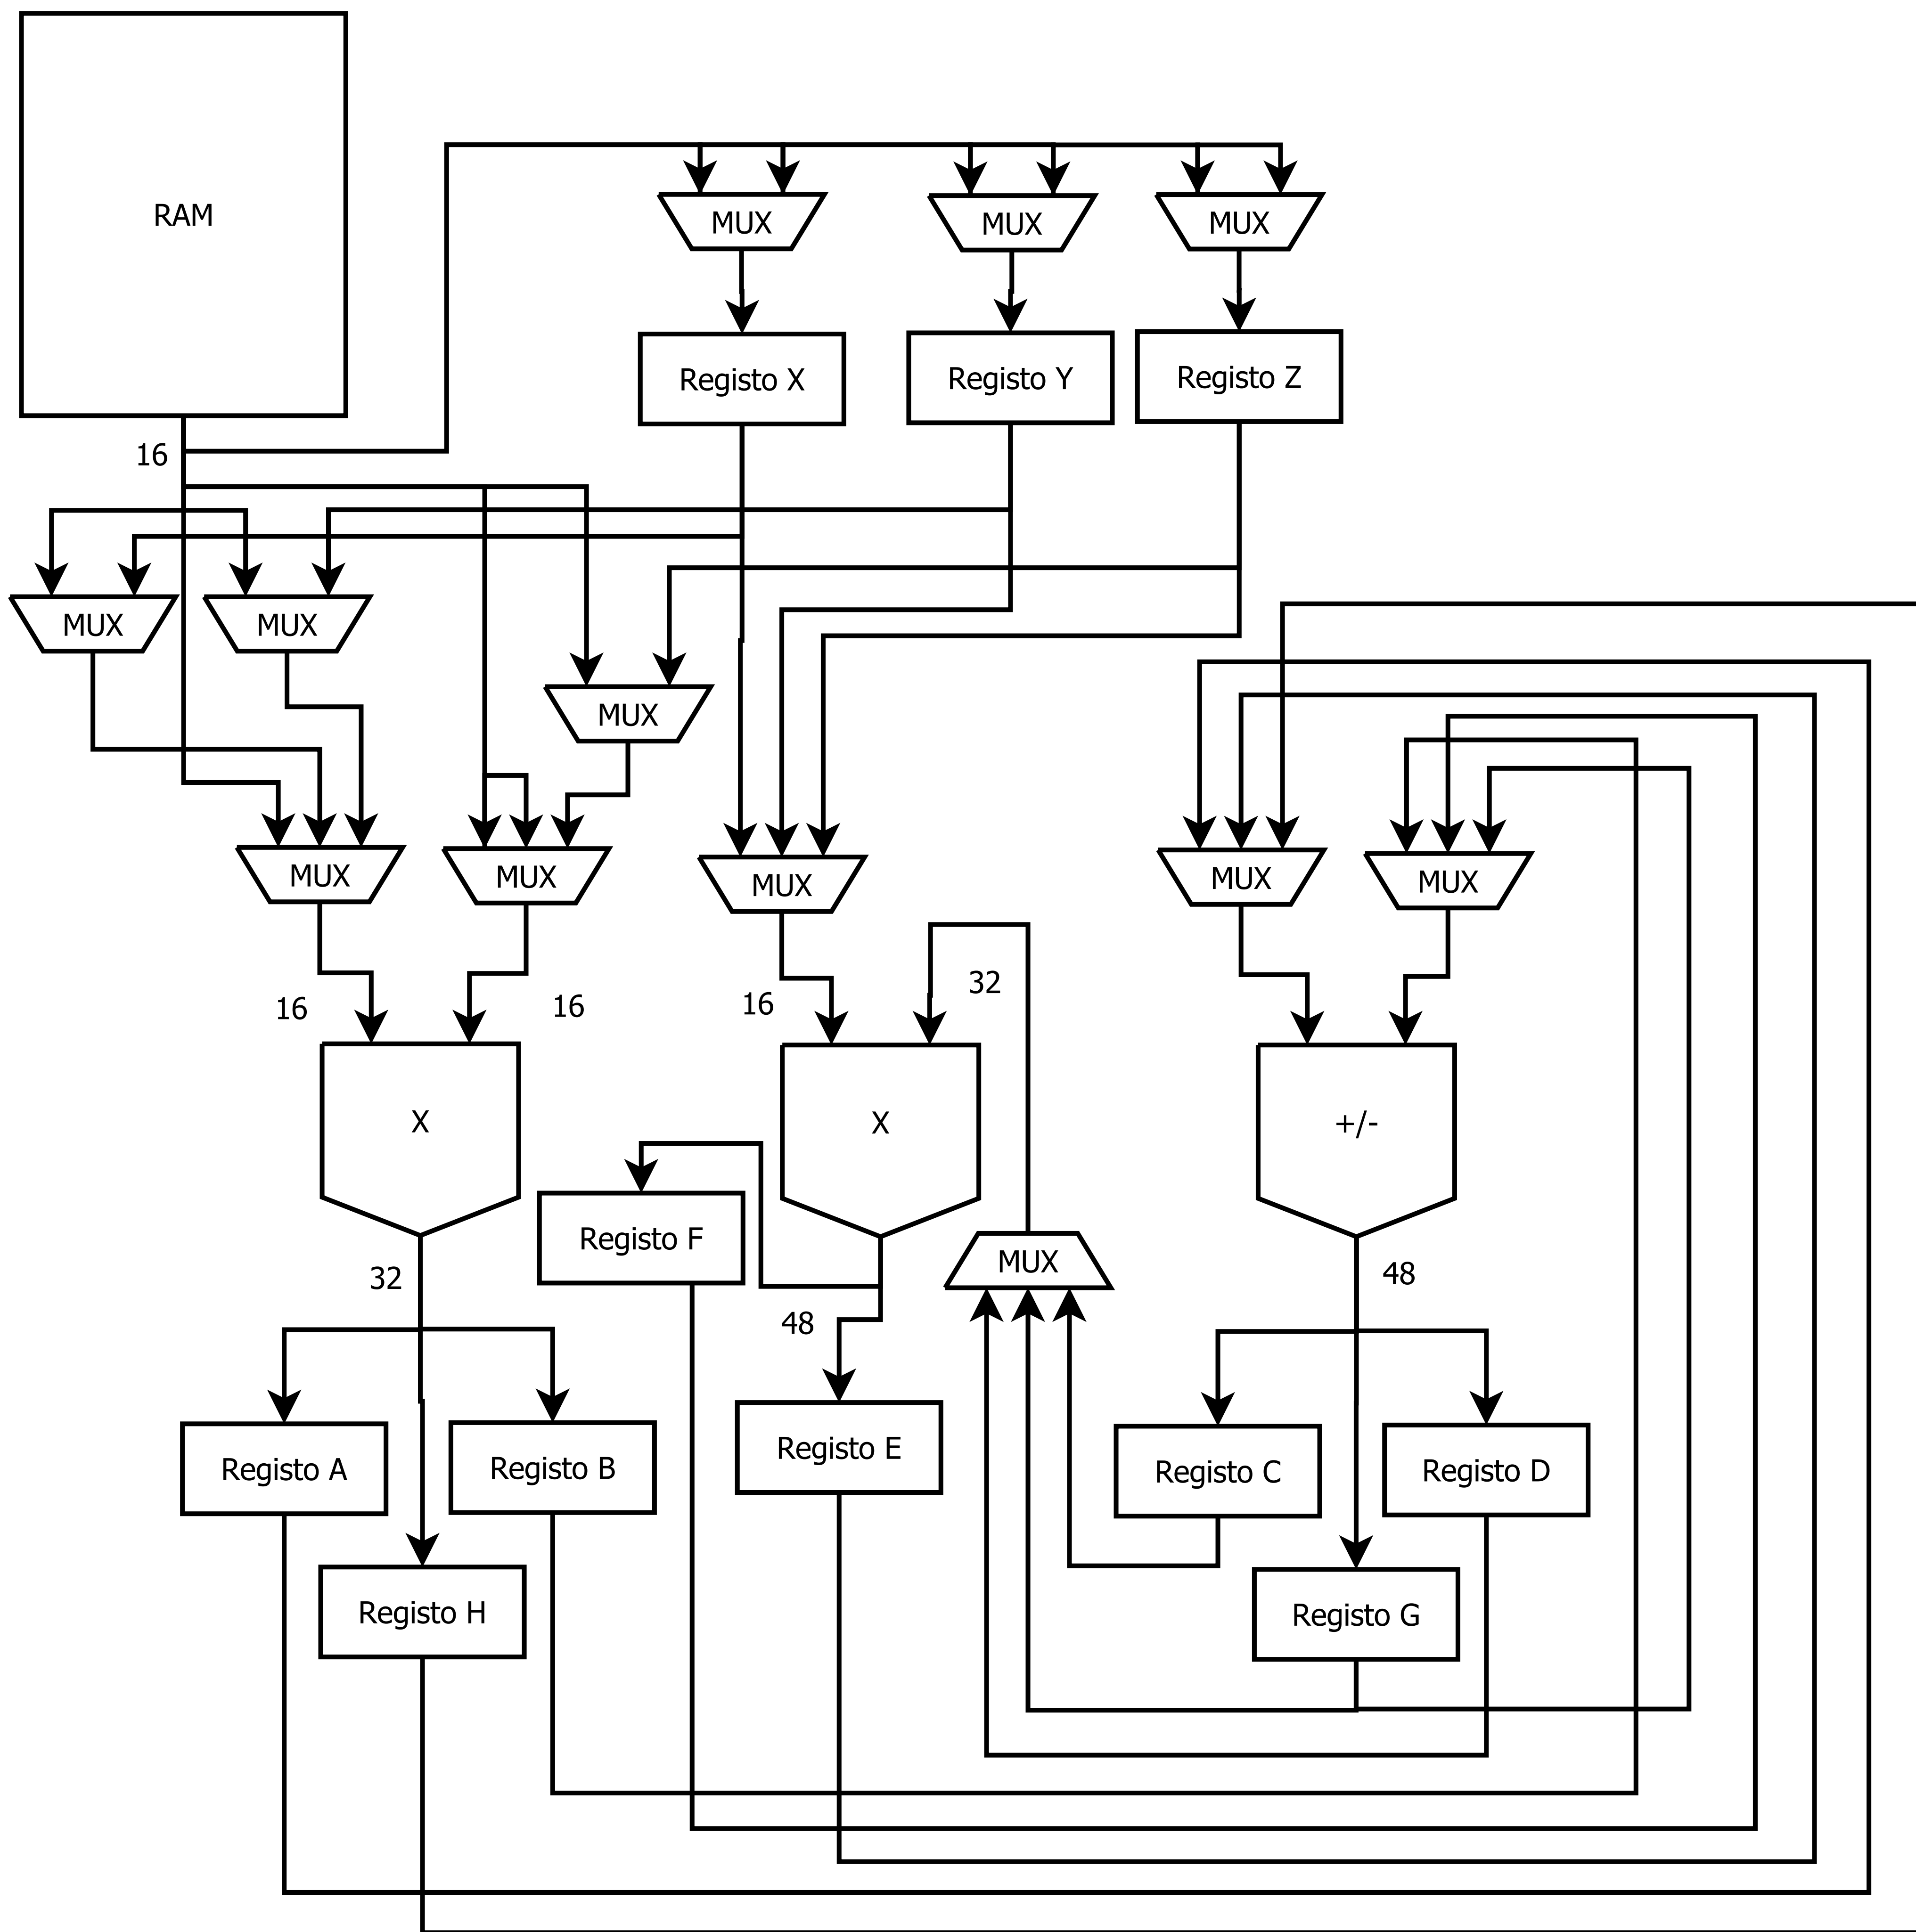 RAM
MUX
MUX
MUX
Registo X
Registo Y
Registo Z
16
MUX
MUX
MUX
MUX
MUX
MUX
MUX
MUX
16
16
16
32
X
X
+/-
Registo F
MUX
32
48
48
Registo A
Registo B
Registo E
Registo C
Registo D
Registo H
Registo G